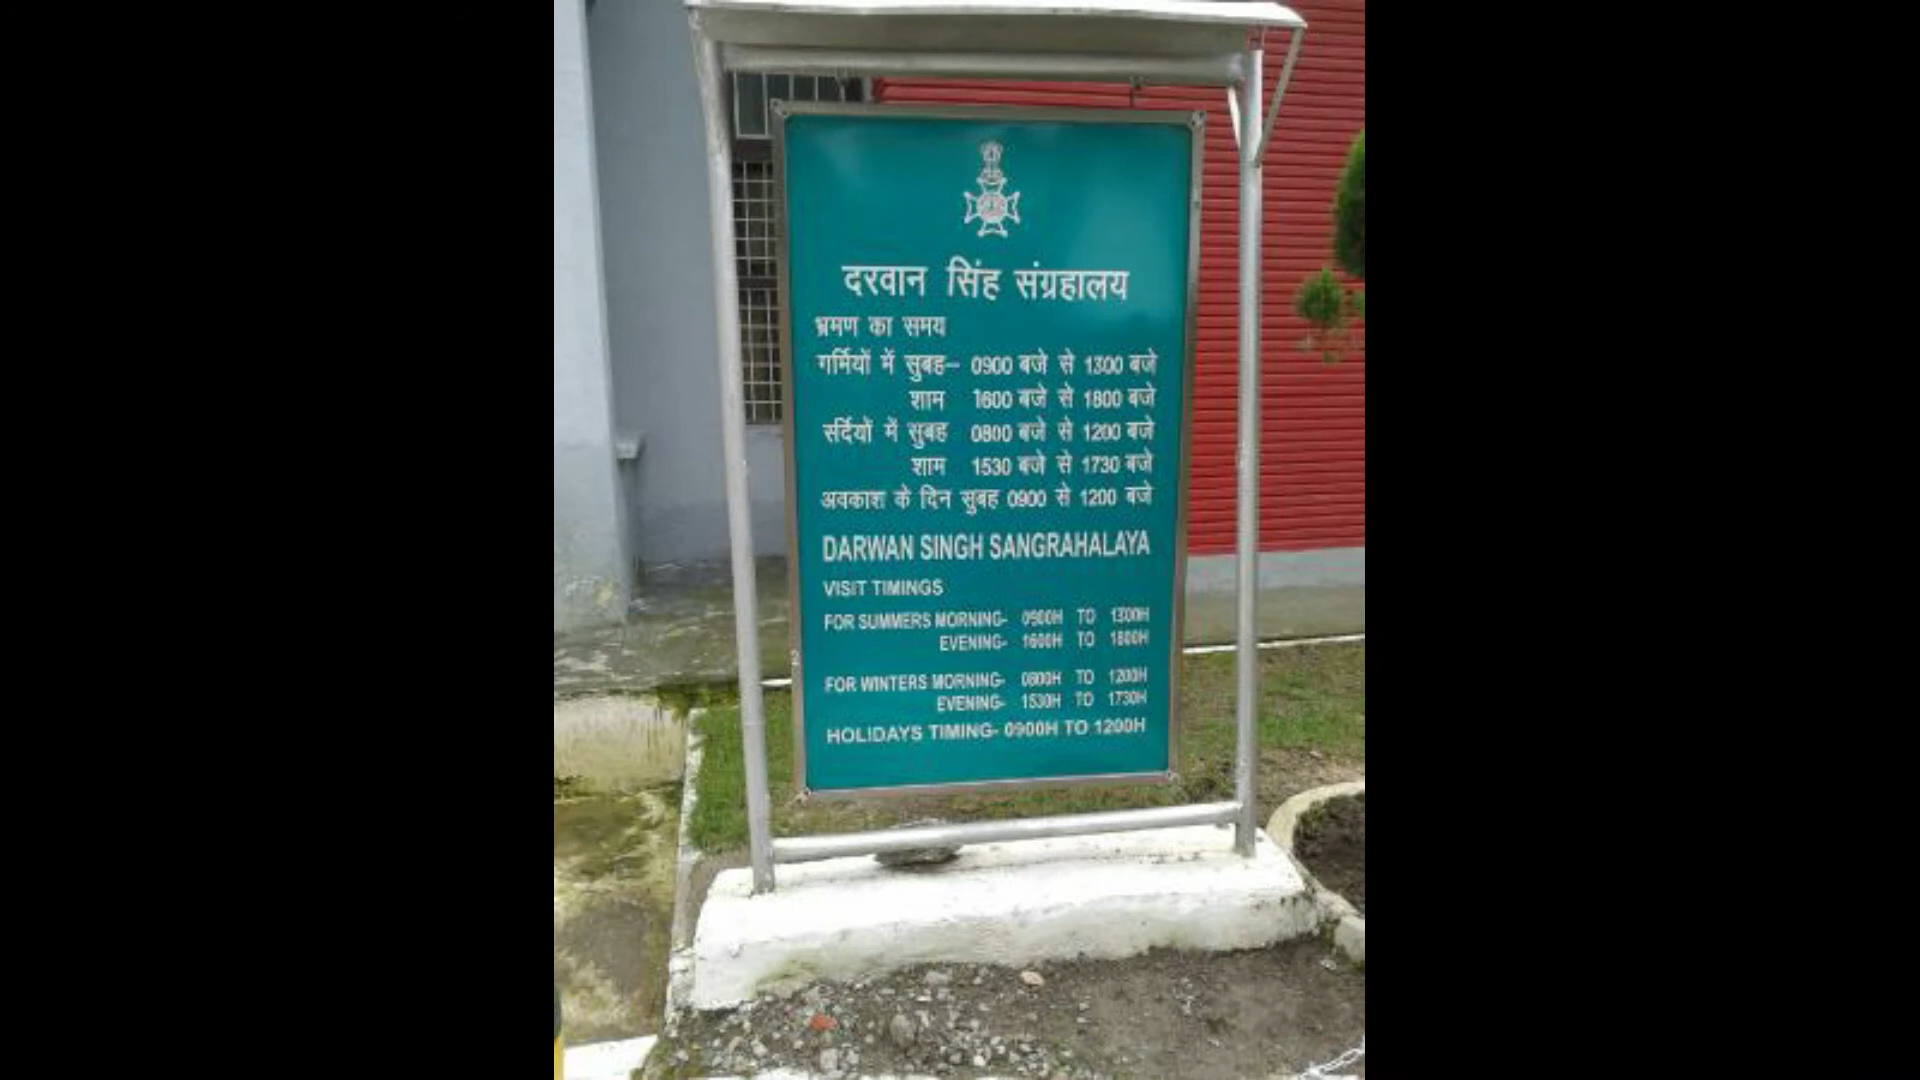 दरवान सिंह संग्रहालय
भ्रमण का समय
गर्मियों में सुबह- 0900 बजे से 1300 बजे
शाम 1600 बजे से 1800 बजे
सर्दियों में सुबह 0800 बजे से 1200 बजे
शाम 1530 बजे से 1730 बजे
अवकाश के दिन सुबह 0900 से 1200 बजे
DARWAN SINGH SANGRAHALAYA
VISIT TIMINGS
FOR SUMMERS MORNING- 0900H TO 1300H
EVENING- 1600H TO 1800H
FOR WINTERS MORNING- 0800H TO 1200H
EVENING- 1530H TO 1730H
HOLIDAYS TIMING- 0900H TO 1200H